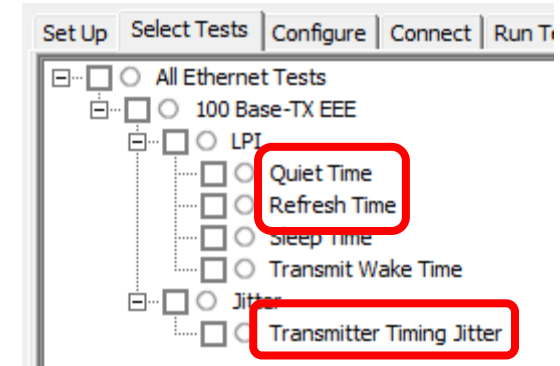 Set Up Select Tests Configure Connect Run Te
All Ethernet Tests
100 Base-TX EEE
LPI
Quiet Time
Refresh Time
Sleep Time
Transmit Wake Time
Jitter
Transmitter Timing Jitter